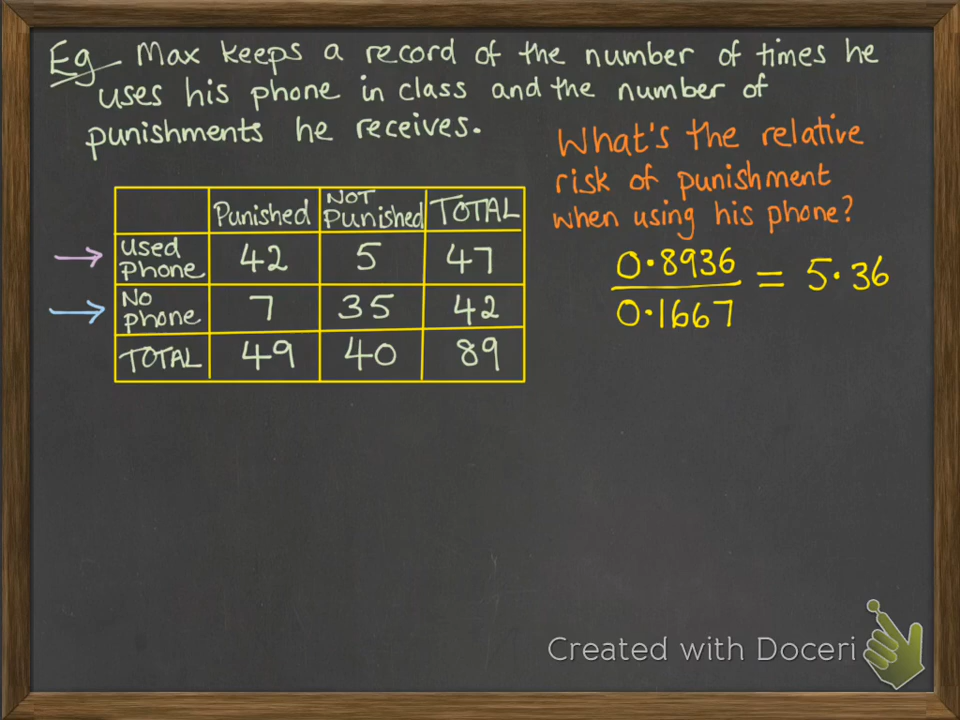 Eg Max keeps a record of the number of times he
uses his phone in class and the number of
punishments he receives.
What's the relative
risk of punishment
when using his phone?
0.8936
0.1667
= 5.36
Punished NOT Punished TOTAL
Used phone 42 5 47
No phone 7 35 42
TOTAL 49 40 89
Created with Doceri